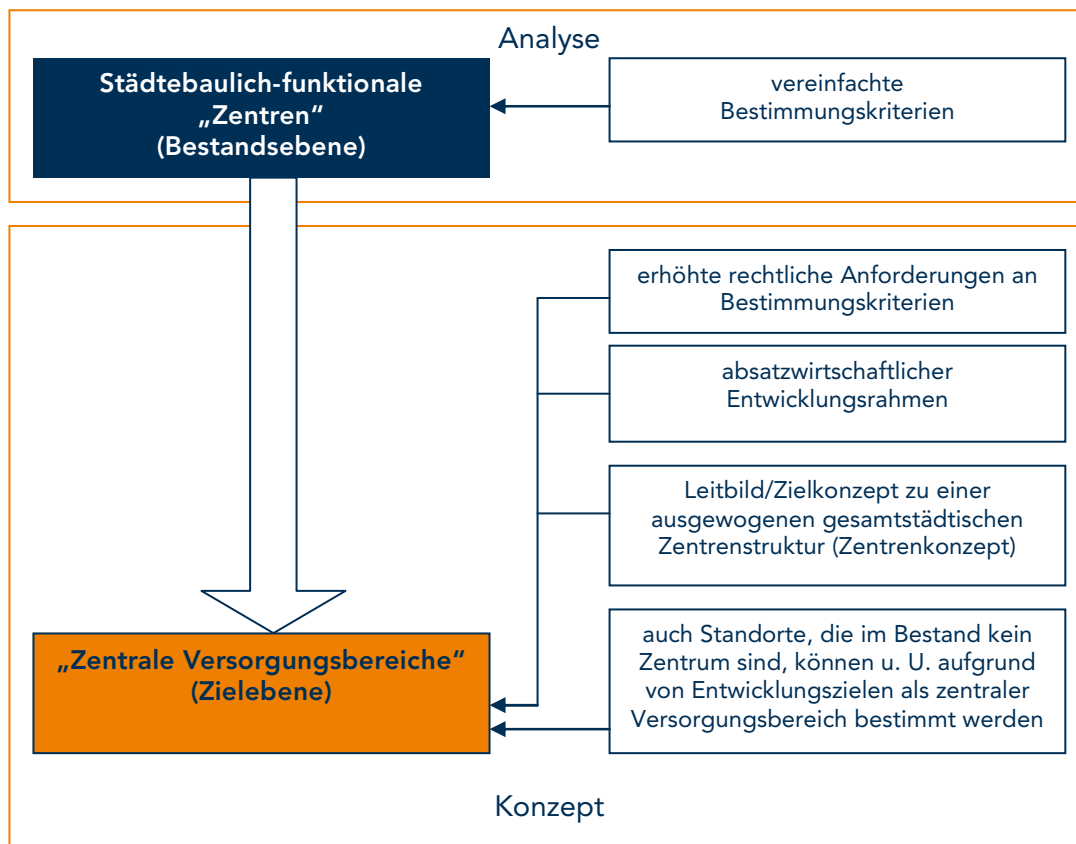 Analyse
Städtebaulich-funktionale
„Zentren“
(Bestandsebene)
vereinfachte
Bestimmungskriterien
erhöhte rechtliche Anforderungen an
Bestimmungskriterien
absatzwirtschaftlicher
Entwicklungsrahmen
Leitbild/Zielkonzept zu einer
ausgewogenen gesamtstädtischen
Zentrenstruktur (Zentrenkonzept)
„Zentrale Versorgungsbereiche“
(Zielebene)
auch Standorte, die im Bestand kein
Zentrum sind, können u. U. aufgrund
von Entwicklungszielen als zentraler
Versorgungsbereich bestimmt werden
Konzept